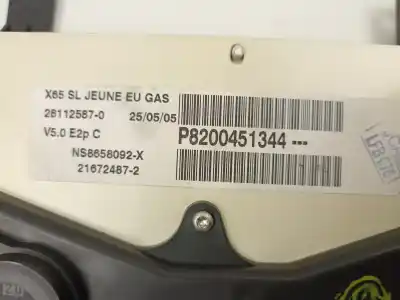 X65 SL JEUNE EU GAS
28112587-0 25/05/05
V5.0 E2p C
P8200451344---
NS8658092-X
21672487-2